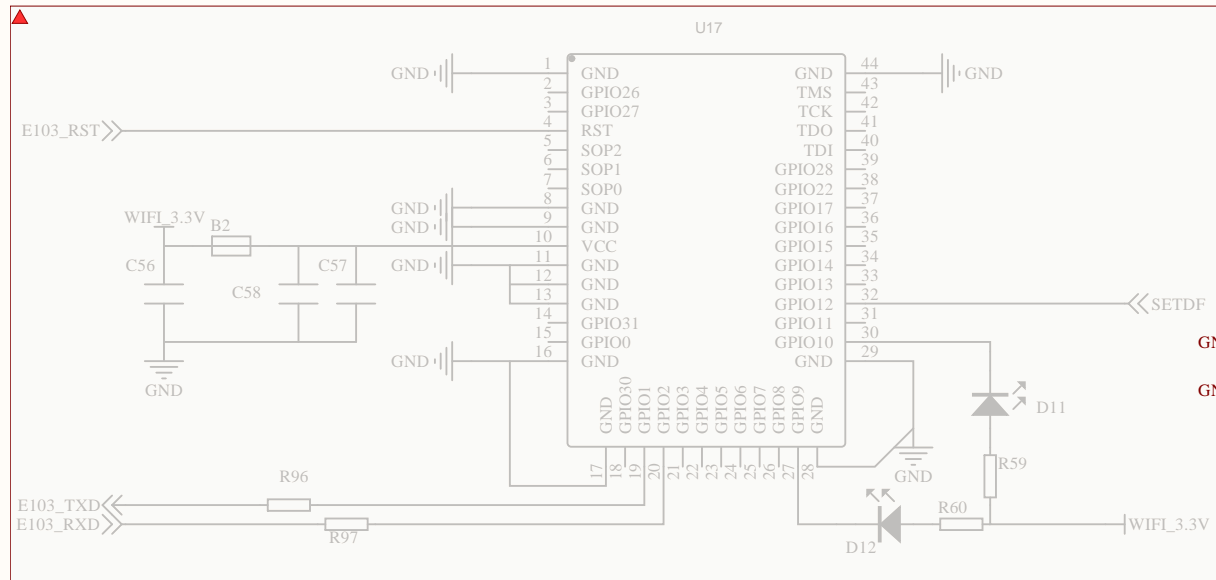 U17
1
GND
2
GPIO26
3
GPIO27
4
RST
5
SOP2
6
SOP1
7
SOP0
8
GND
9
GND
10
VCC
11
GND
12
GND
13
GND
14
GPIO31
15
GPIO0
16
GND
GND
44
GND
43
TMS
42
TCK
41
TDO
40
TDI
39
GPIO28
38
GPIO22
37
GPIO17
36
GPIO16
35
GPIO15
34
GPIO14
33
GPIO13
32
GPIO12
31
GPIO11
30
GPIO10
29
GND
GND
GPIO30
GPIO1
GPIO2
GPIO3
GPIO4
GPIO5
GPIO6
GPIO7
GPIO8
GPIO9
GND
17
18
19
20
21
22
23
24
25
26
27
28
GND
E103_RST
GND
GND
WIFI_3.3V
B2
GND
C56
C58
C57
GND
GND
SETDF
D11
GND
R59
R96
E103_TXD
E103_RXD
R97
D12
R60
WIFI_3.3V